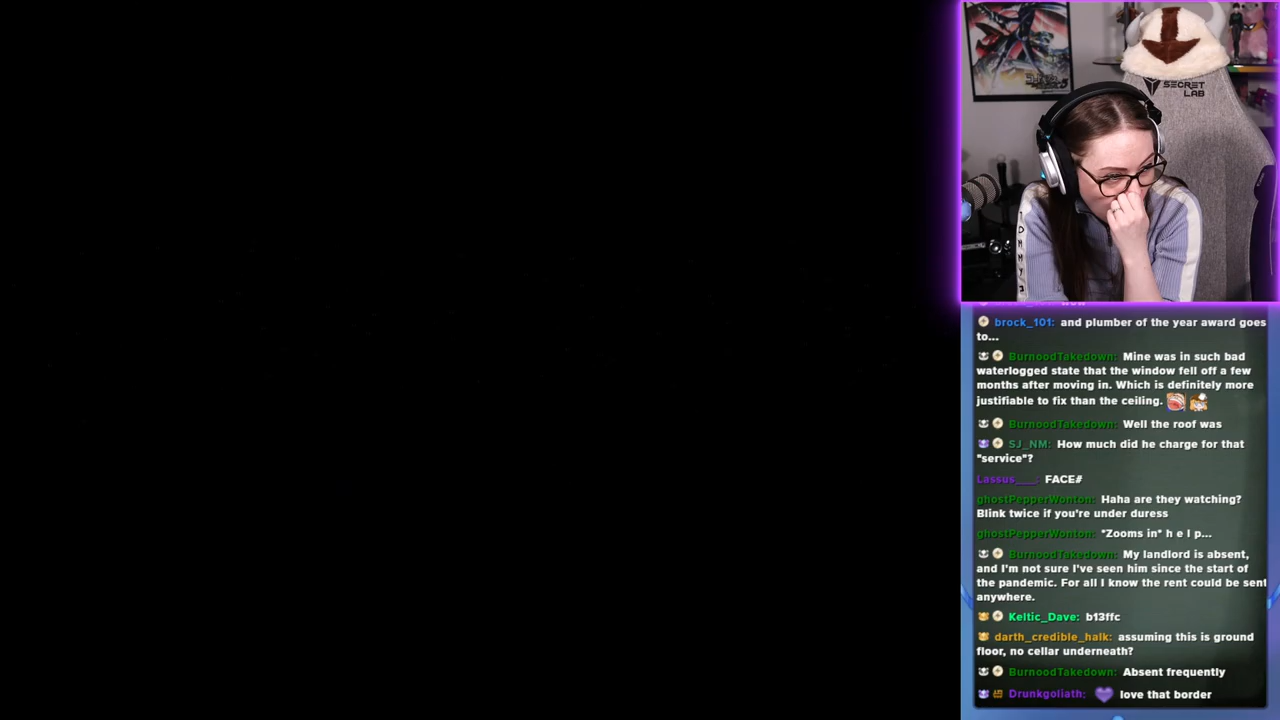 SECRET
LAB
brock_101: and plumber of the year award goes
to...
BurnoodTakedown: Mine was in such bad
waterlogged state that the window fell off a few
months after moving in. Which is definitely more
justifiable to fix than the ceiling.
BurnoodTakedown: Well the roof was
SJ_NM: How much did he charge for that
"service"?
Lassus___: FACE#
ghostPepperWonton: Haha are they watching?
Blink twice if you're under duress
ghostPepperWonton: "Zooms in" h e l p...
BurnoodTakedown: My landlord is absent,
and I'm not sure I've seen him since the start of
the pandemic. For all I know the rent could be sent
anywhere.
Keltic_Dave: b13ffc
darth_credible_halk: assuming this is ground
floor, no cellar underneath?
BurnoodTakedown: Absent frequently
Drunkgoliath: love that border